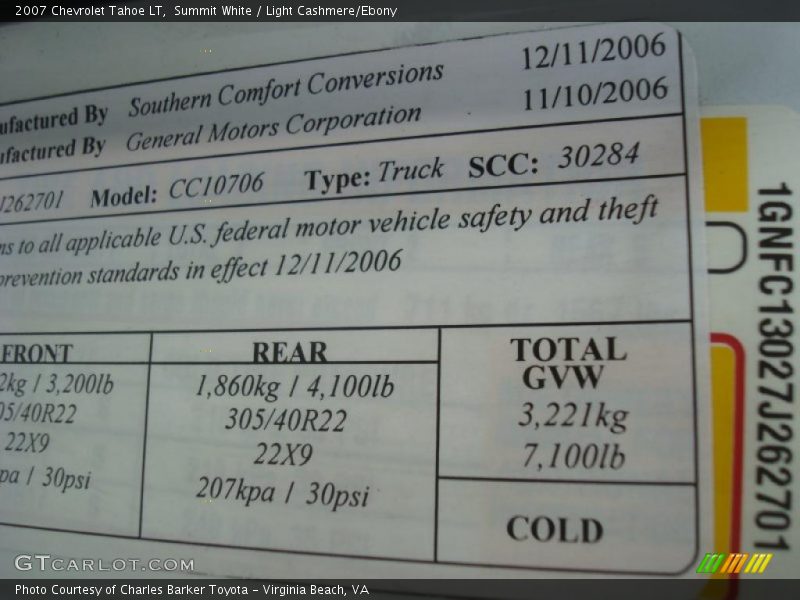 2007 Chevrolet Tahoe LT, Summit White / Light Cashmere/Ebony
ufactured By Southern Comfort Conversions 12/11/2006
ufactured By General Motors Corporation 11/10/2006
J262701 Model: CC10706 Type: Truck SCC: 30284
ns to all applicable U.S. federal motor vehicle safety and theft
prevention standards in effect 12/11/2006
FRONT REAR TOTAL
GVW
2kg / 3,200lb 1,860kg / 4,100lb 3,221kg
05/40R22 305/40R22 7,100lb
22X9 22X9
pa / 30psi 207kpa / 30psi
COLD
1GNFC13027J262701
GTCARLOT.COM
Photo Courtesy of Charles Barker Toyota – Virginia Beach, VA